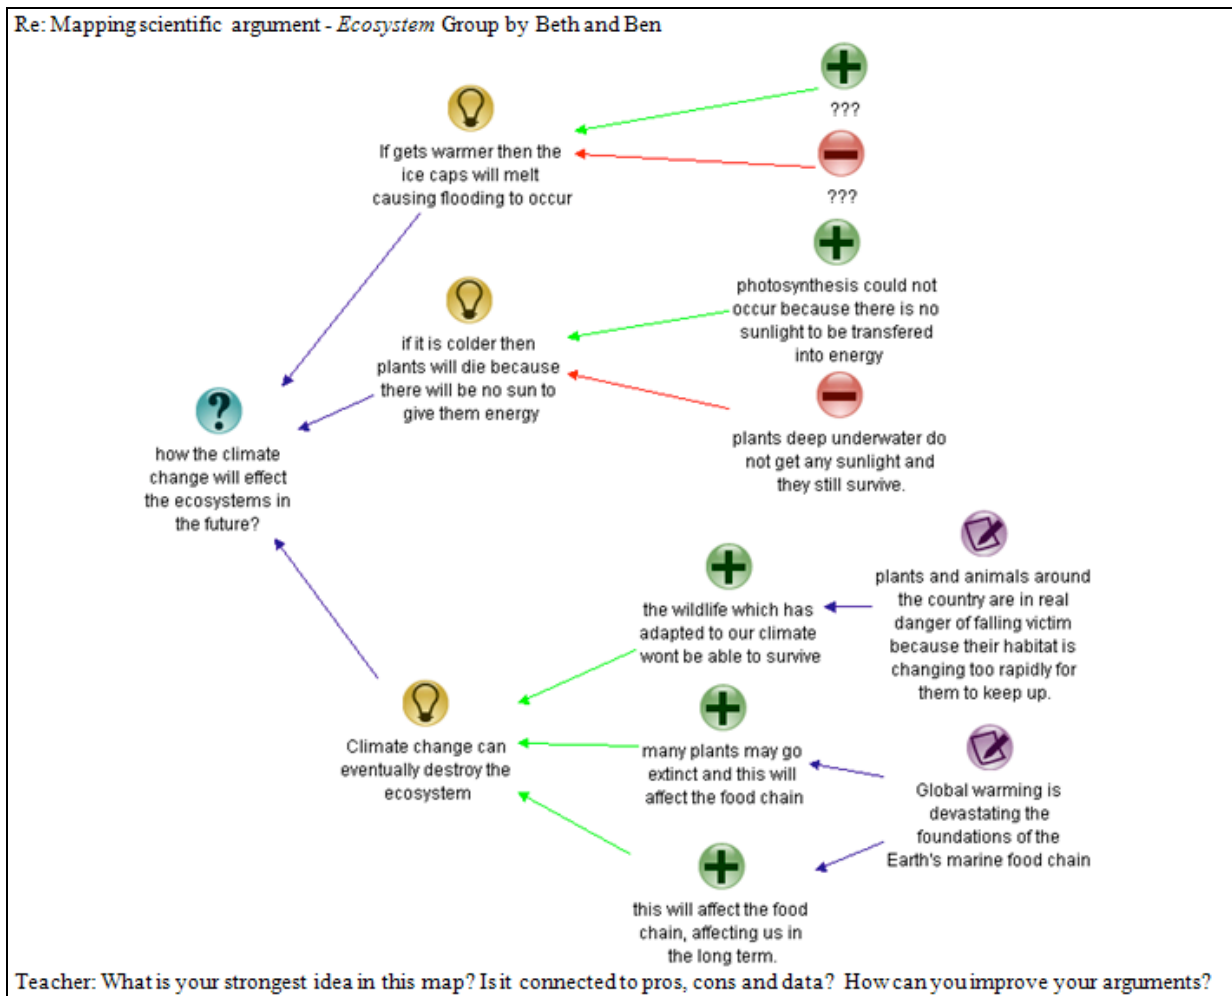 Re: Mapping scientific argument - Ecosystem Group by Beth and Ben
???
If gets warmer then the
ice caps will melt
causing flooding to occur
???
photosynthesis could not
occur because there is no
sunlight to be transfered
into energy
if it is colder then
plants will die because
there will be no sun to
give them energy
plants deep underwater do
not get any sunlight and
they still survive.
how the climate
change will effect
the ecosystems in
the future?
plants and animals around
the country are in real
danger of falling victim
because their habitat is
changing too rapidly for
them to keep up.
the wildlife which has
adapted to our climate
wont be able to survive
Climate change can
eventually destroy the
ecosystem
many plants may go
extinct and this will
affect the food chain
Global warming is
devastating the
foundations of the
Earth's marine food chain
this will affect the food
chain, affecting us in
the long term.
Teacher: What is your strongest idea in this map? Is it connected to pros, cons and data? How can you improve your arguments?